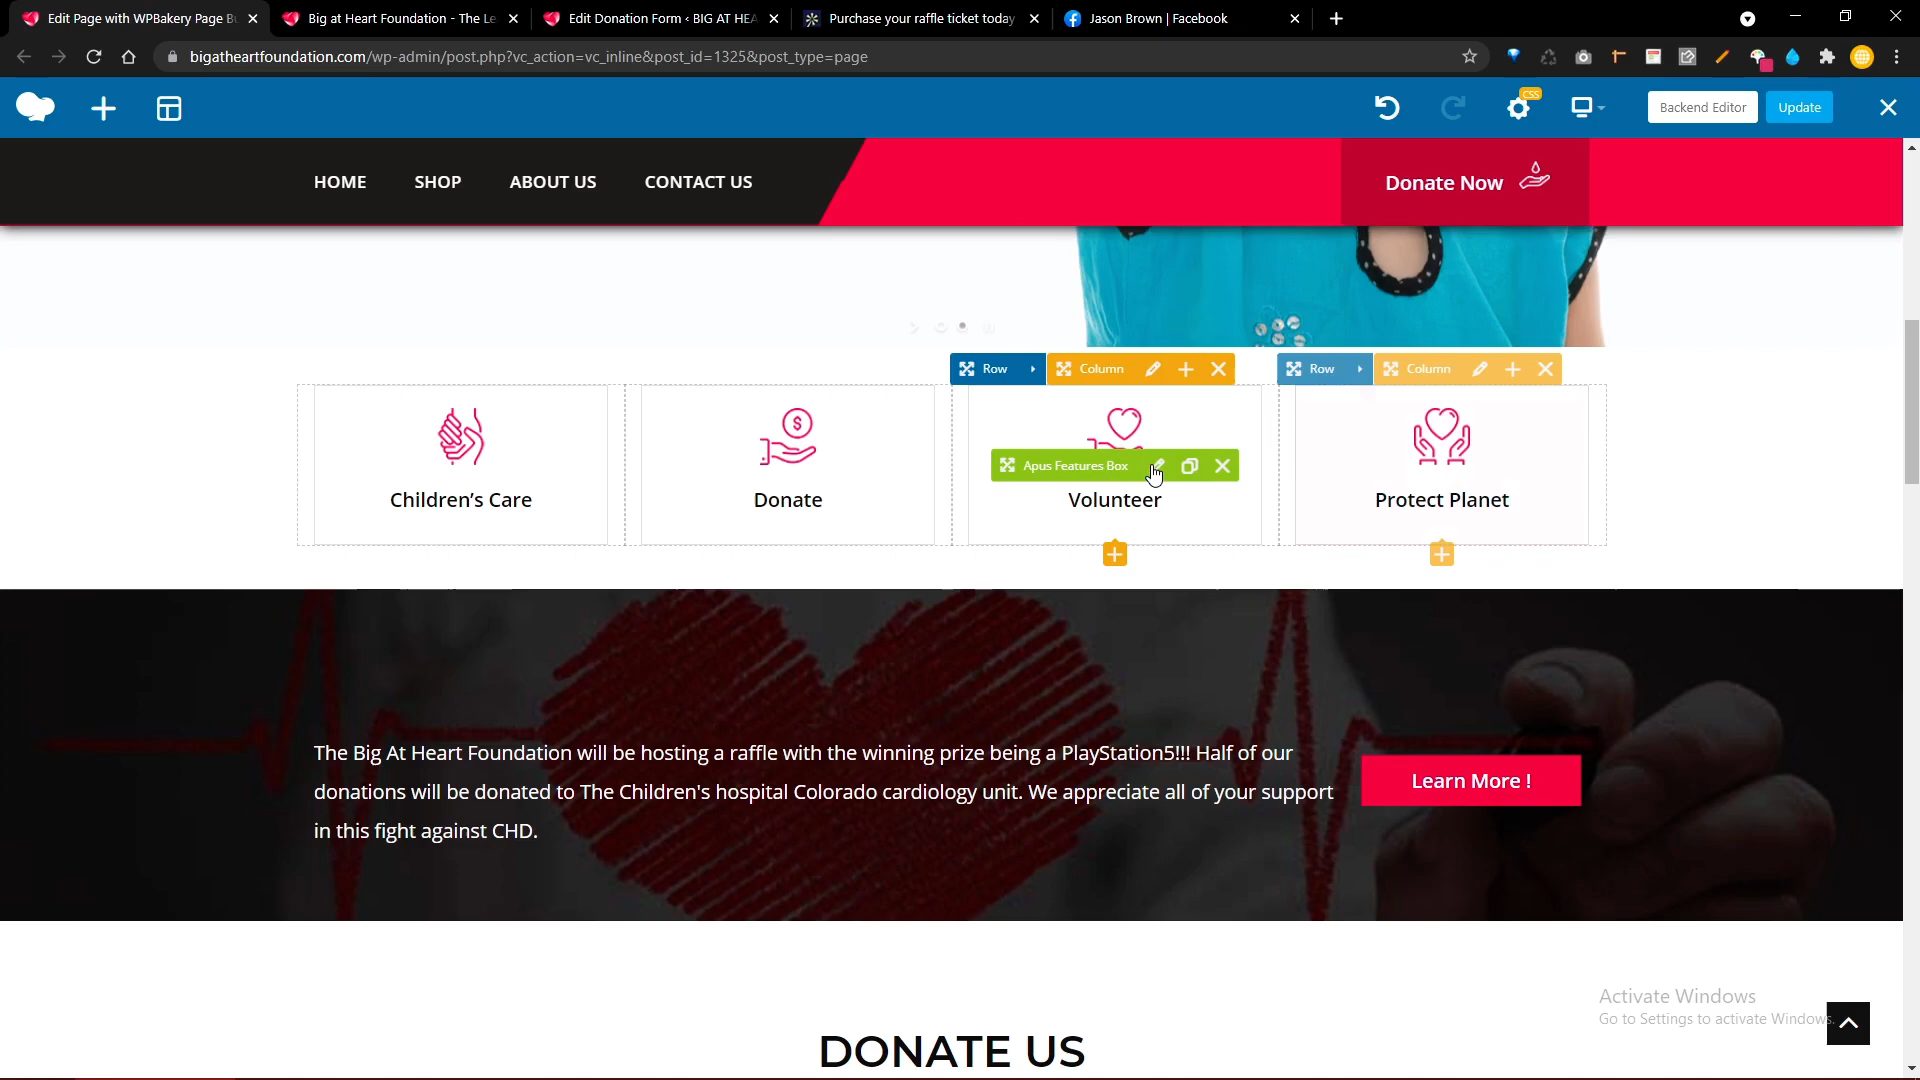 Edit Page with WPBakery Page Bu
Big at Heart Foundation - The Le
Edit Donation Form ‹ BIG AT HEA
Purchase your raffle ticket today
Jason Brown | Facebook
bigatheartfoundation.com/wp-admin/post.php?vc_action=vc_inline&post_id=1325&post_type=page
CSS
Backend Editor
Update
HOME
SHOP
ABOUT US
CONTACT US
Donate Now
Row
Column
Row
Column
Apus Features Box
Children's Care
Donate
Volunteer
Protect Planet
The Big At Heart Foundation will be hosting a raffle with the winning prize being a PlayStation5!!! Half of our
donations will be donated to The Children's hospital Colorado cardiology unit. We appreciate all of your support
in this fight against CHD.
Learn More !
Activate Windows
Go to Settings to activate Windows.
DONATE US